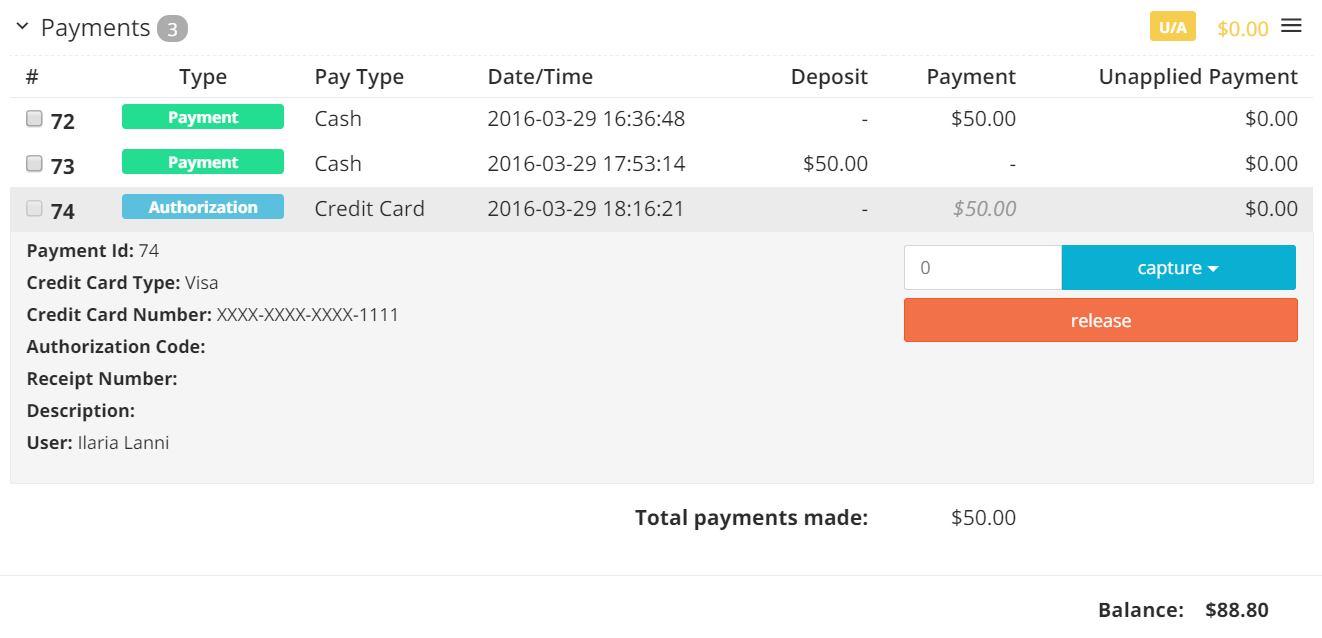 Payments 3 U/A $0.00
# Type Pay Type Date/Time Deposit Payment Unapplied Payment
72 Payment Cash 2016-03-29 16:36:48 - $50.00 $0.00
73 Payment Cash 2016-03-29 17:53:14 $50.00 - $0.00
74 Authorization Credit Card 2016-03-29 18:16:21 - $50.00 $0.00
Payment Id: 74
0 capture
Credit Card Type: Visa
Credit Card Number: XXXX-XXXX-XXXX-1111
release
Authorization Code:
Receipt Number:
Description:
User: Ilaria Lanni
Total payments made: $50.00
Balance: $88.80